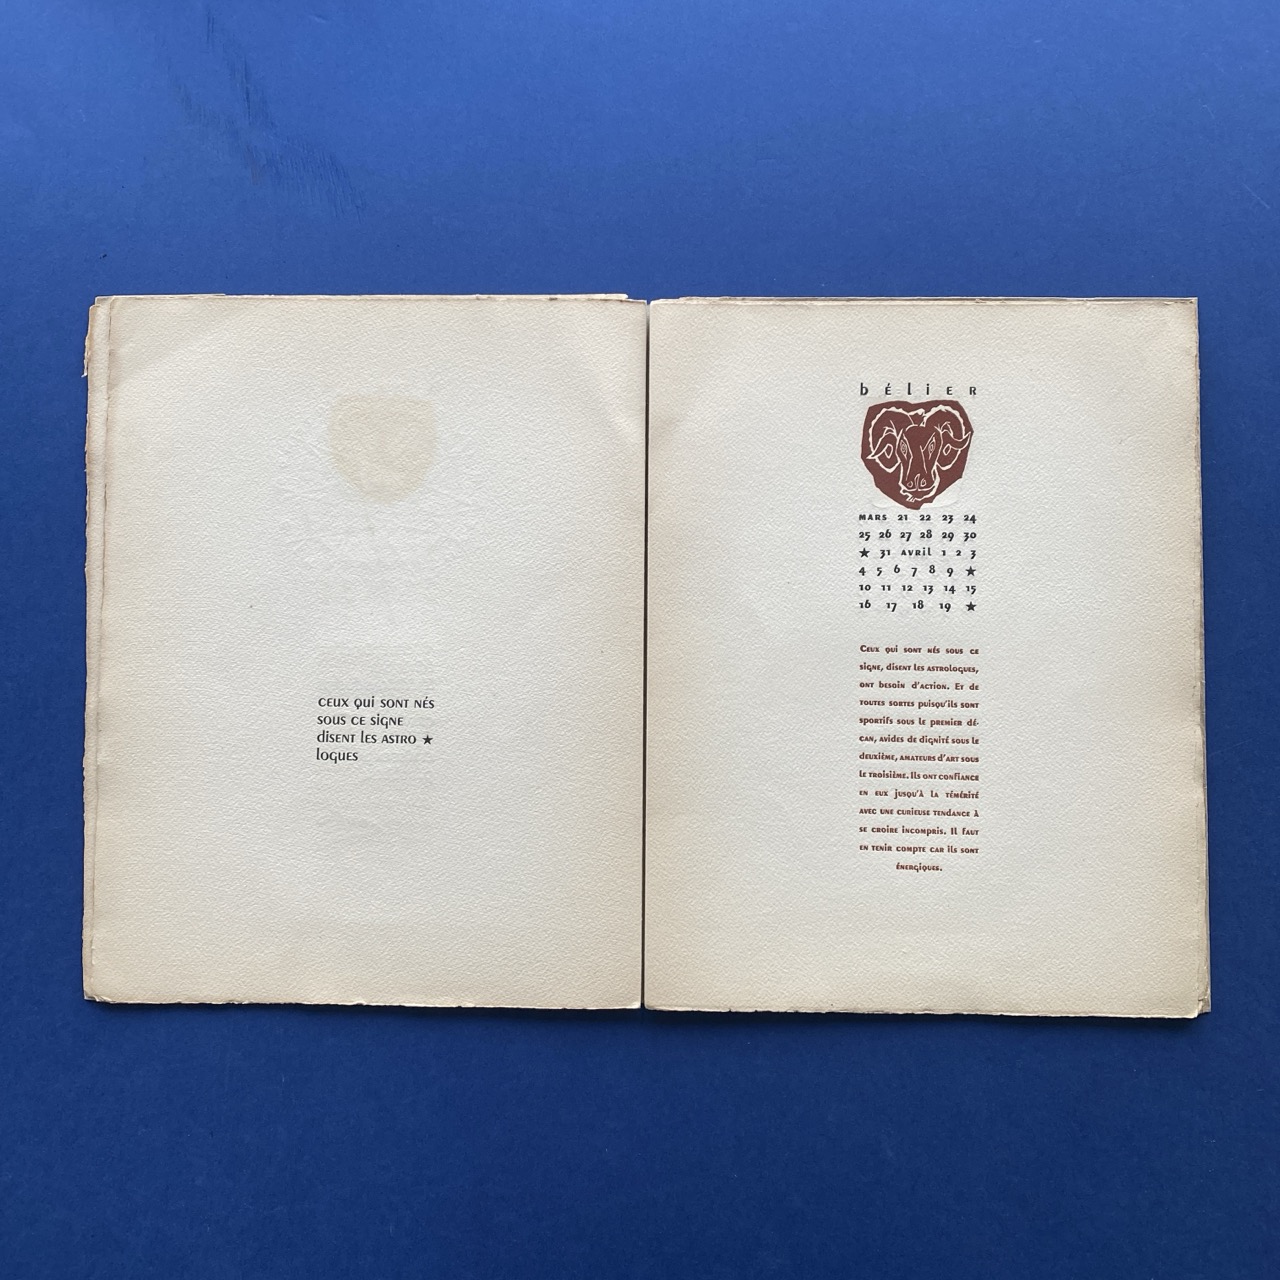 CEUX QUI SONT NÉS
SOUS CE SIGNE
DISENT LES ASTRO ★
LOGUES
bÉliER
MARS 21 22 23 24
25 26 27 28 29 30
★ 31 AVRIL 1 2 3
4 5 6 7 8 9 ★
10 11 12 13 14 15
16 17 18 19 ★
Ceux qui sont nés sous ce
signe, disent les astrologues,
ont besoin d'action. Et de
toutes sortes puisqu'ils sont
sportifs sous le premier dé-
can, avides de dignité sous le
deuxième, amateurs d'art sous
le troisième. Ils ont confiance
en eux jusqu'à la témérité
avec une curieuse tendance à
se croire incompris. Il faut
en tenir compte car ils sont
énergiques.